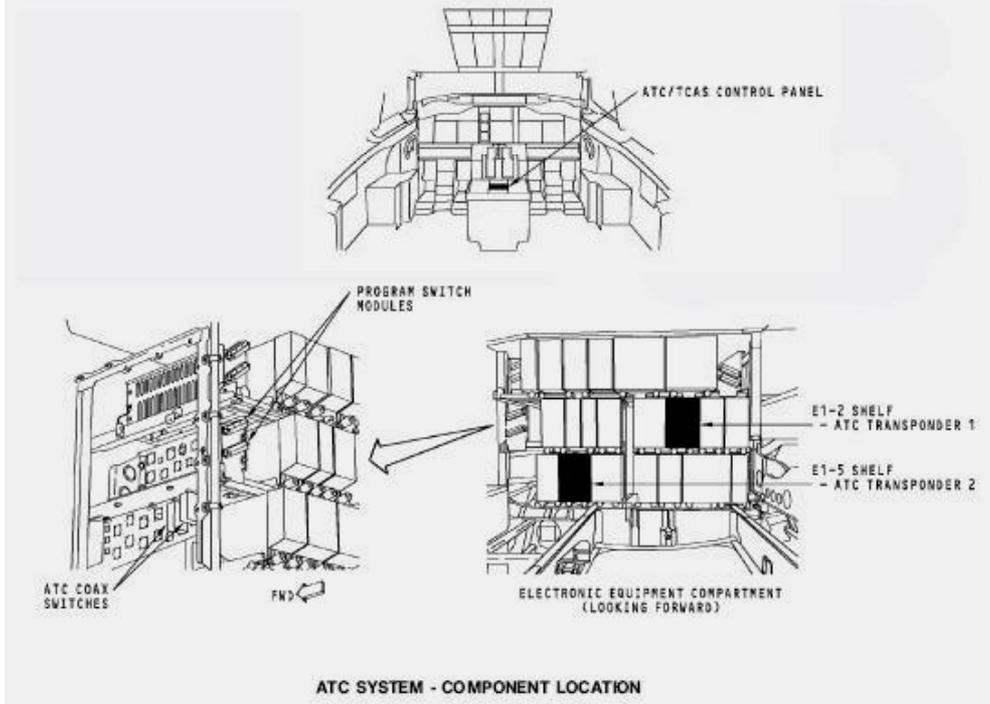 ATC/TCAS CONTROL PANEL
PROGRAM SWITCH
MODULES
E1-2 SHELF
- ATC TRANSPONDER 1
E1-5 SHELF
- ATC TRANSPONDER 2
ATC COAX
SWITCHES
FWD
ELECTRONIC EQUIPMENT COMPARTMENT
(LOOKING FORWARD)
ATC SYSTEM - COMPONENT LOCATION